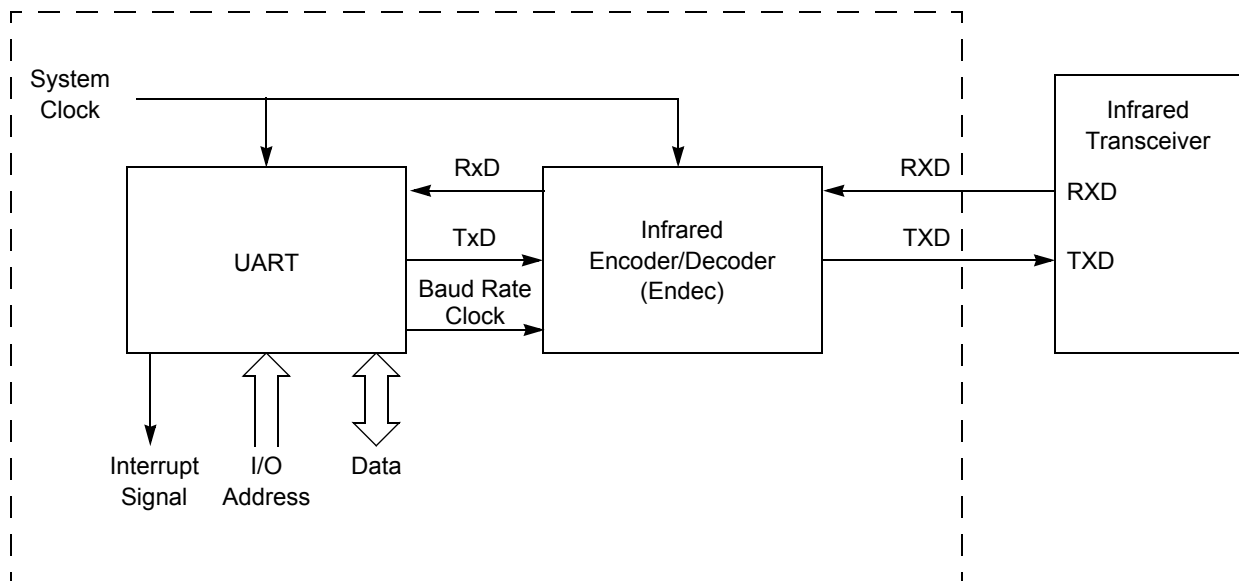 System
Clock
Infrared
Transceiver
RxD
RXD
RXD
TxD
Infrared
Encoder/Decoder
(Endec)
UART
TXD
TXD
Baud Rate
Clock
Interrupt
Signal
I/O
Address
Data